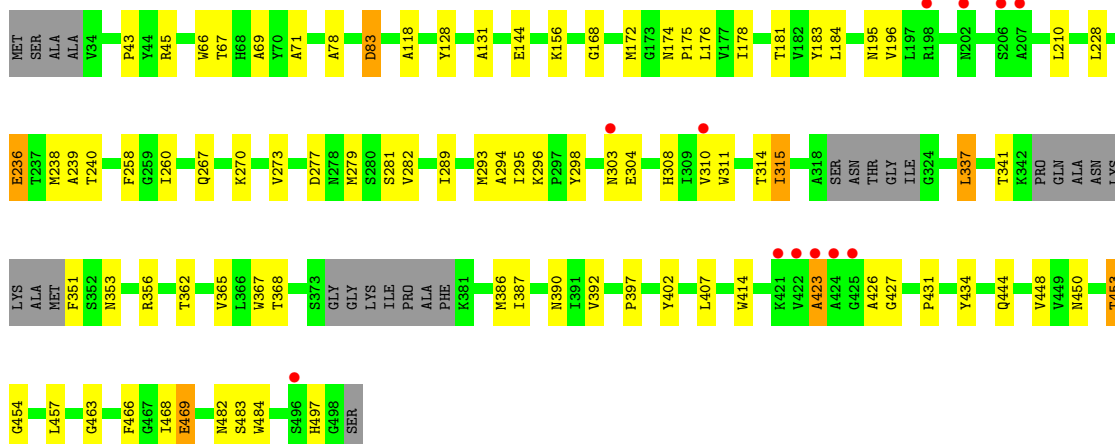 MET SER ALA ALA V34 P43 Y44 R45 W66 T67 H68 A69 Y70 A71 A78 D83 A118 Y128 A131 E144 K156 G168 M172 G173 N174 P175 L176 V177 I178 T181 V182 Y183 L184 N195 V196 L197 R198 N202 S206 A207 L210 L228
E236 T237 M238 A239 T240 F258 G259 I260 Q267 K270 V273 D277 N278 M279 S280 S281 V282 I289 M293 A294 I295 K296 P297 Y298 N303 E304 H308 I309 V310 W311 T314 I315 A318 SER ASN THR GLY ILE G324 L337 T341 K342 PRO GLN ALA ASN LYS
LYS ALA MET F351 S352 N353 R356 T362 V365 L366 W367 T368 S373 GLY GLY LYS ILE PRO ALA PHE K381 M386 I387 N390 I391 V392 P397 Y402 L407 W414 K421 V422 A423 A424 G425 A426 G427 P431 Y434 Q444 V448 V449 N450 T453
G454 L457 G463 F466 G467 I468 E469 N482 S483 W484 S496 H497 G498 SER